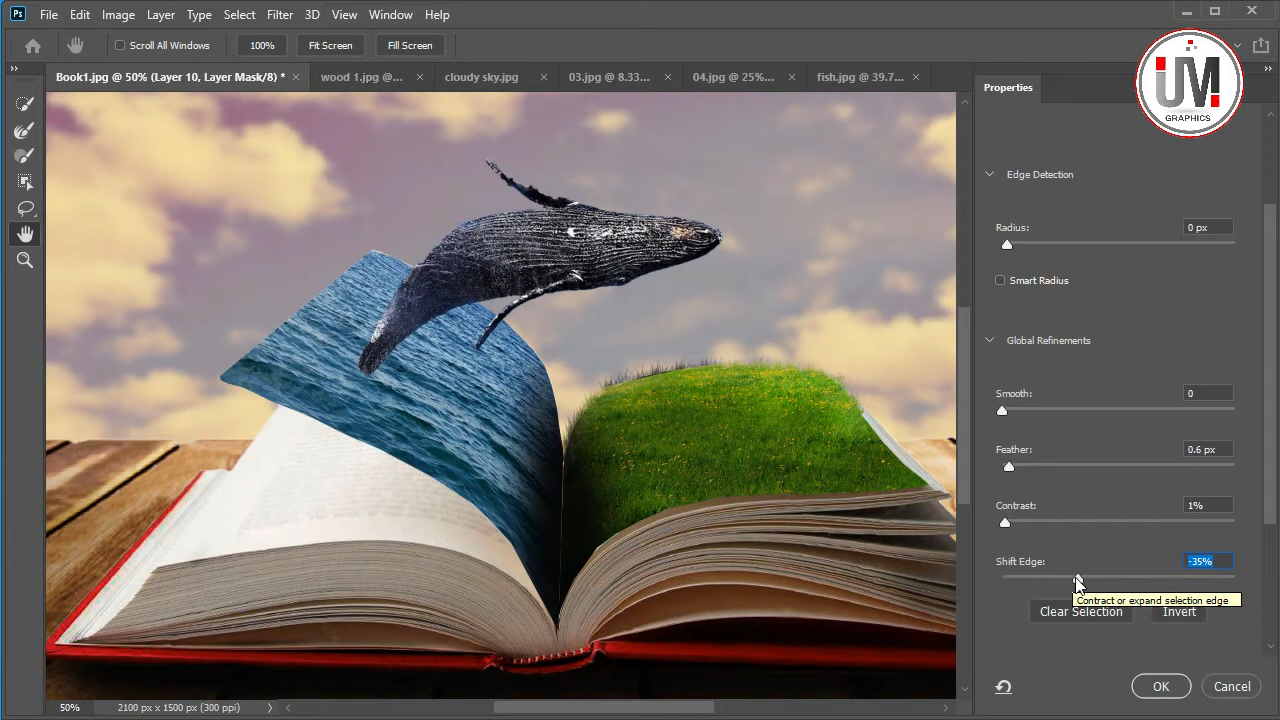 Ps File Edit Image Layer Type Select Filter 3D View Window Help
Scroll All Windows 100% Fit Screen Fill Screen
Book1.jpg @ 50% (Layer 10, Layer Mask/8) * × wood 1.jpg @... × cloudy sky.jpg × 03.jpg @ 8.33... × 04.jpg @ 25%... × fish.jpg @ 39.7... ×
Properties
UM
GRAPHICS
Edge Detection
Radius: 0 px
Smart Radius
Global Refinements
Smooth: 0
Feather: 0.6 px
Contrast: 1%
Shift Edge: -35%
Contract or expand selection edge
Clear Selection Invert
OK Cancel
50% 2100 px x 1500 px (300 ppi)